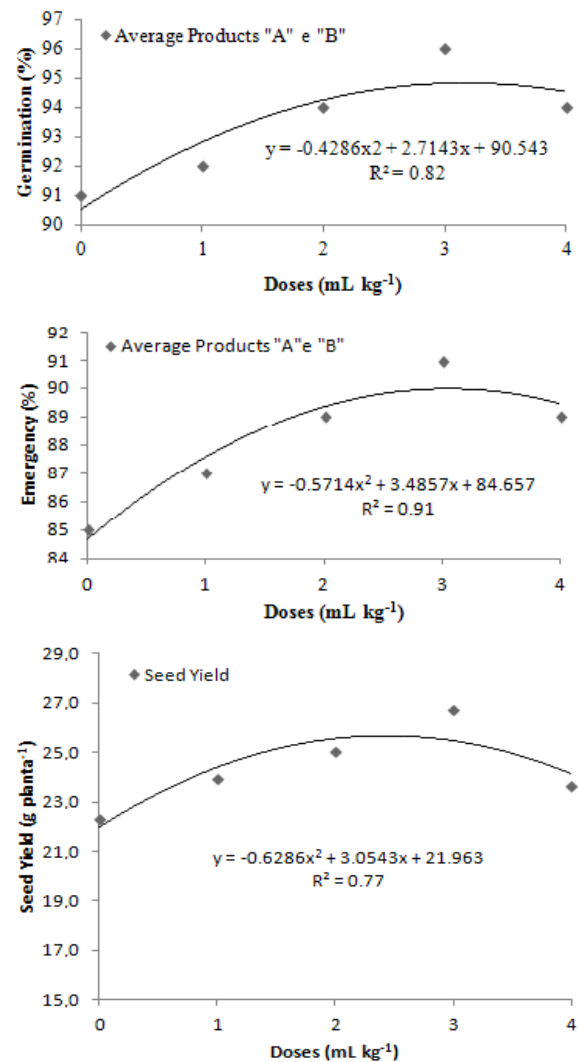 97
96
95
94
93
92
91
90
Germination (%)
Average Products "A" e "B"
y = -0.4286x2 + 2.7143x + 90.543
R² = 0.82
0 1 2 3 4
Doses (mL kg⁻¹)
92
91
90
89
88
87
86
85
84
Emergency (%)
Average Products "A"e "B"
y = -0.5714x² + 3.4857x + 84.657
R² = 0.91
0 1 2 3 4
Doses (mL kg⁻¹)
29,0
27,0
25,0
23,0
21,0
19,0
17,0
15,0
Seed Yield (g planta⁻¹)
Seed Yield
y = -0.6286x² + 3.0543x + 21.963
R² = 0.77
0 1 2 3 4
Doses (mL kg⁻¹)